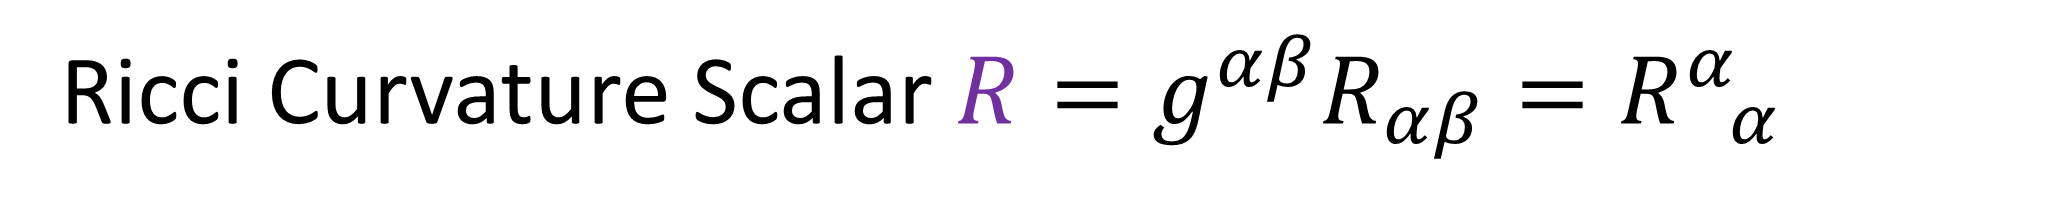 Ricci Curvature Scalar R = g^{αβ}R_{αβ} = R^α_α